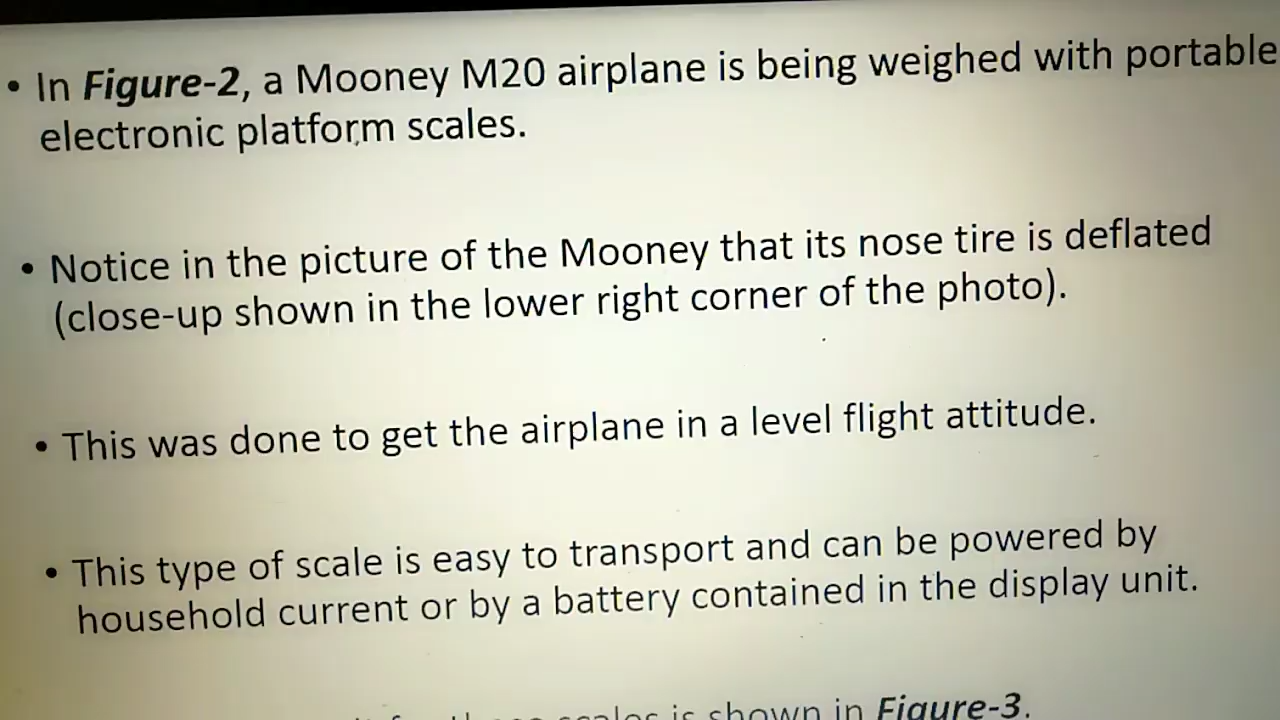 • In Figure-2, a Mooney M20 airplane is being weighed with portable
electronic platform scales.
• Notice in the picture of the Mooney that its nose tire is deflated
(close-up shown in the lower right corner of the photo).
• This was done to get the airplane in a level flight attitude.
• This type of scale is easy to transport and can be powered by
household current or by a battery contained in the display unit.
scales is shown in Figure-3.